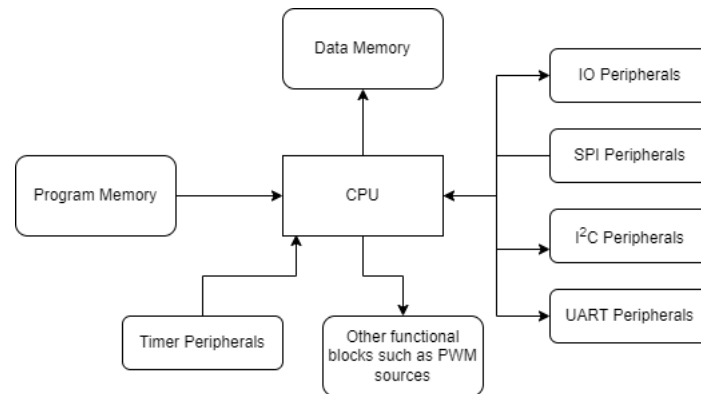 Data Memory
IO Peripherals
SPI Peripherals
Program Memory
CPU
I²C Peripherals
Timer Peripherals
Other functional
blocks such as PWM
sources
UART Peripherals